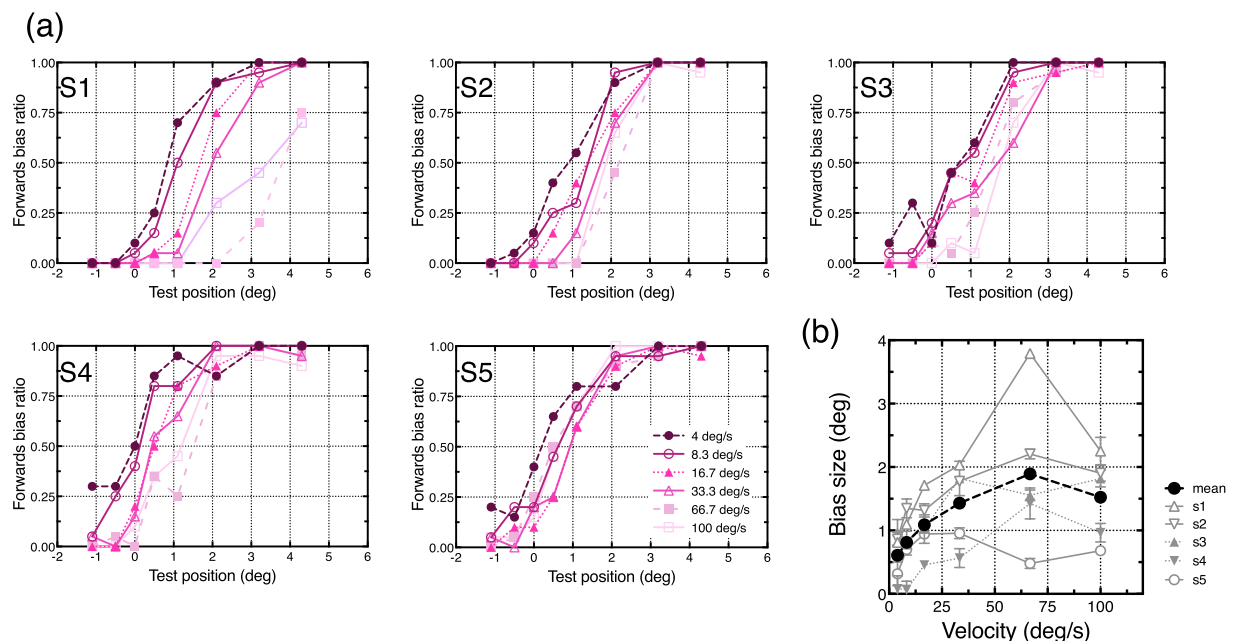 (a)
1.00
0.75
0.50
0.25
0.00
Forwards bias ratio
S1
-2 -1 0 1 2 3 4 5 6
Test position (deg)
1.00
0.75
0.50
0.25
0.00
Forwards bias ratio
S2
-2 -1 0 1 2 3 4 5 6
Test position (deg)
1.00
0.75
0.50
0.25
0.00
Forwards bias ratio
S3
-2 -1 0 1 2 3 4 5 6
Test position (deg)
1.00
0.75
0.50
0.25
0.00
Forwards bias ratio
S4
-2 -1 0 1 2 3 4 5 6
Test position (deg)
1.00
0.75
0.50
0.25
0.00
Forwards bias ratio
S5
4 deg/s
8.3 deg/s
16.7 deg/s
33.3 deg/s
66.7 deg/s
100 deg/s
-2 -1 0 1 2 3 4 5 6
Test position (deg)
(b)
4
3
2
1
0
Bias size (deg)
0 25 50 75 100
Velocity (deg/s)
mean
s1
s2
s3
s4
s5